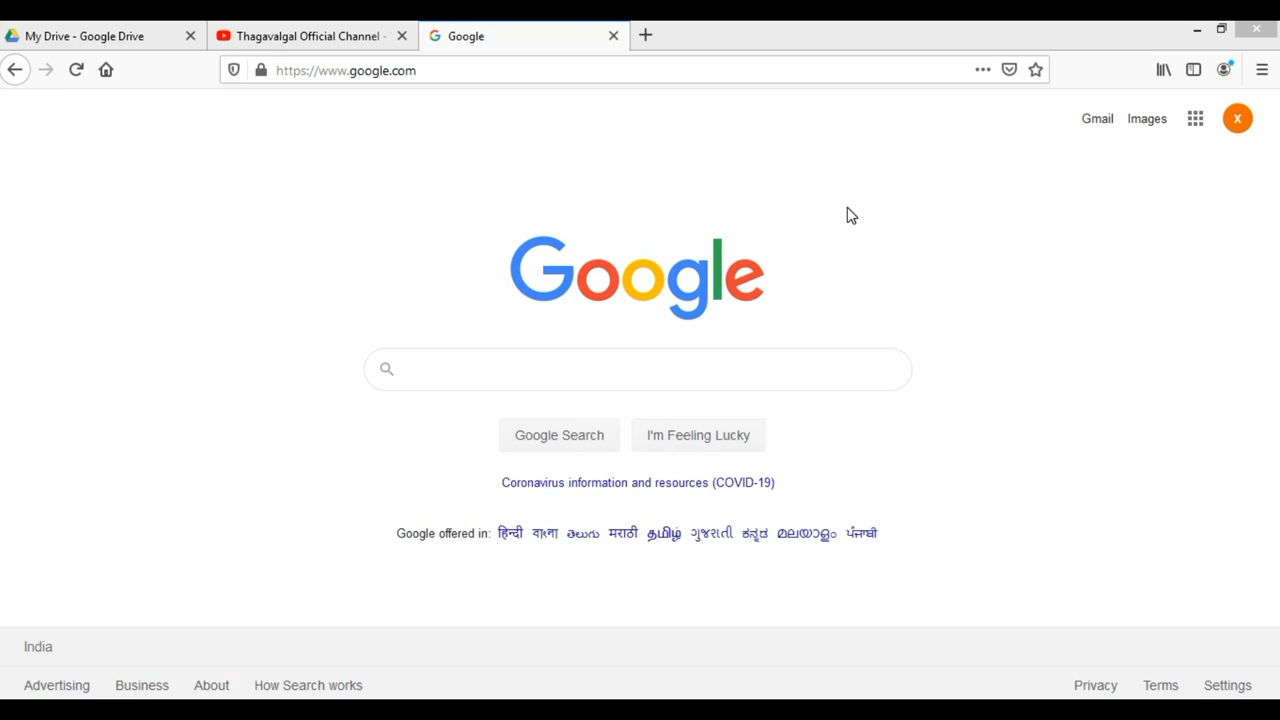 My Drive - Google Drive
Thagavalgal Official Channel -
Google
https://www.google.com
Gmail Images
X
Google
Google Search I'm Feeling Lucky
Coronavirus information and resources (COVID-19)
Google offered in: हिन्दी বাংলা తెలుగు मराठी தமிழ் ગુજરાતી ಕನ್ನಡ മലയാളം ਪੰਜਾਬੀ
India
Advertising Business About How Search works
Privacy Terms Settings